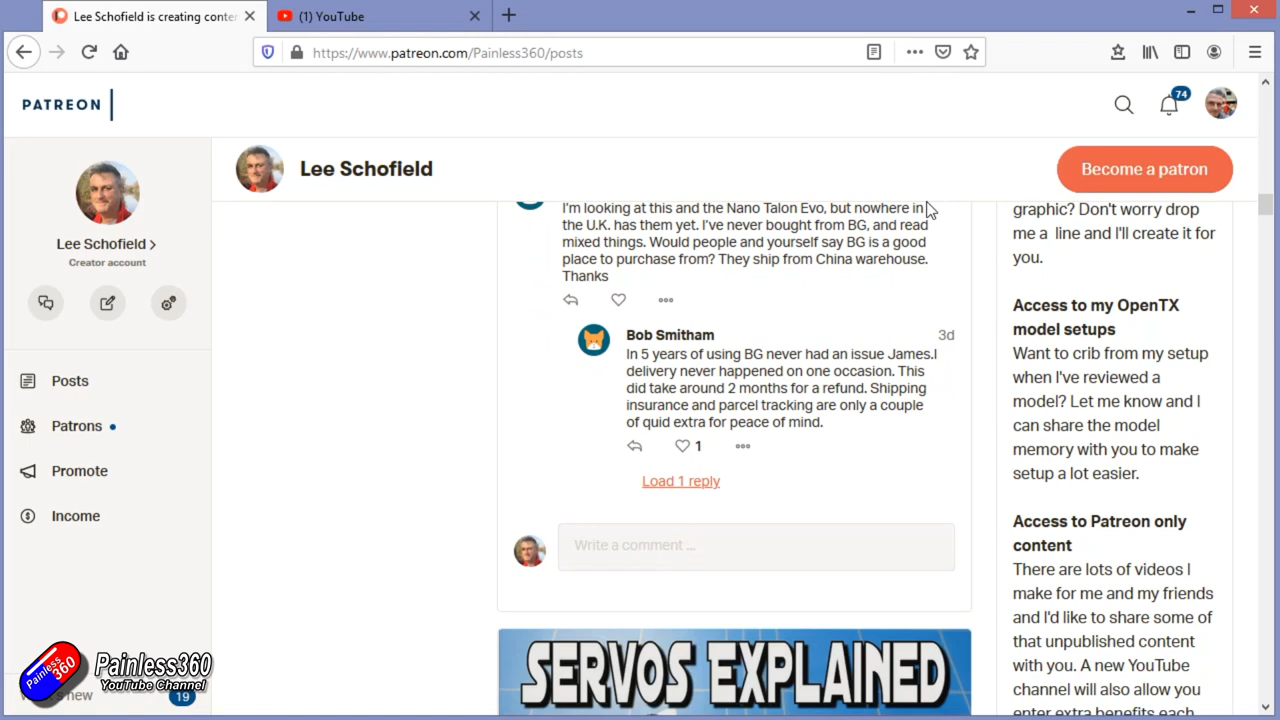 Lee Schofield is creating conte
(1) YouTube
https://www.patreon.com/Painless360/posts
PATREON
74
Lee Schofield
Become a patron
Lee Schofield
Creator account
Posts
Patrons
Promote
Income
19
I'm looking at this and the Nano Talon Evo, but nowhere in
the U.K. has them yet. I've never bought from BG, and read
mixed things. Would people and yourself say BG is a good
place to purchase from? They ship from China warehouse.
Thanks
Bob Smitham
3d
In 5 years of using BG never had an issue James.I
delivery never happened on one occasion. This
did take around 2 months for a refund. Shipping
insurance and parcel tracking are only a couple
of quid extra for peace of mind.
1
Load 1 reply
Write a comment ...
SERVOS EXPLAINED
graphic? Don't worry drop
me a line and I'll create it for
you.
Access to my OpenTX
model setups
Want to crib from my setup
when I've reviewed a
model? Let me know and I
can share the model
memory with you to make
setup a lot easier.
Access to Patreon only
content
There are lots of videos I
make for me and my friends
and I'd like to share some of
that unpublished content
with you. A new YouTube
channel will also allow you
enter extra benefits each
Painless360
Painless360
YouTube Channel
new